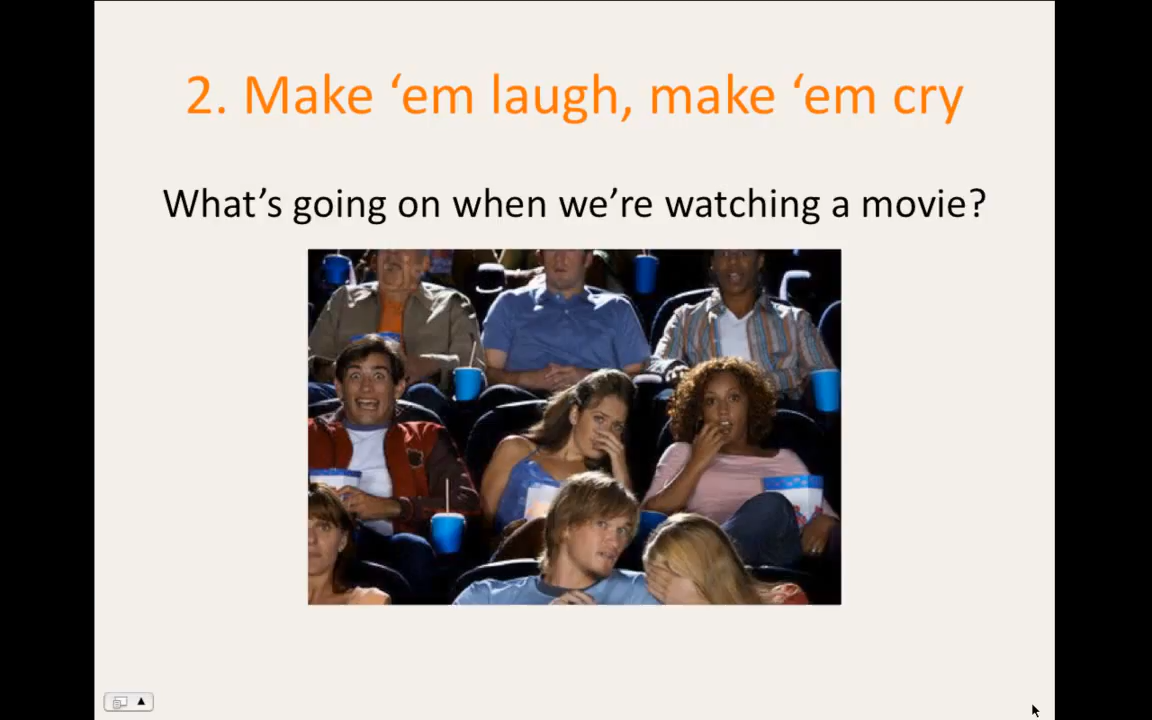 2. Make ‘em laugh, make ‘em cry
What’s going on when we’re watching a movie?